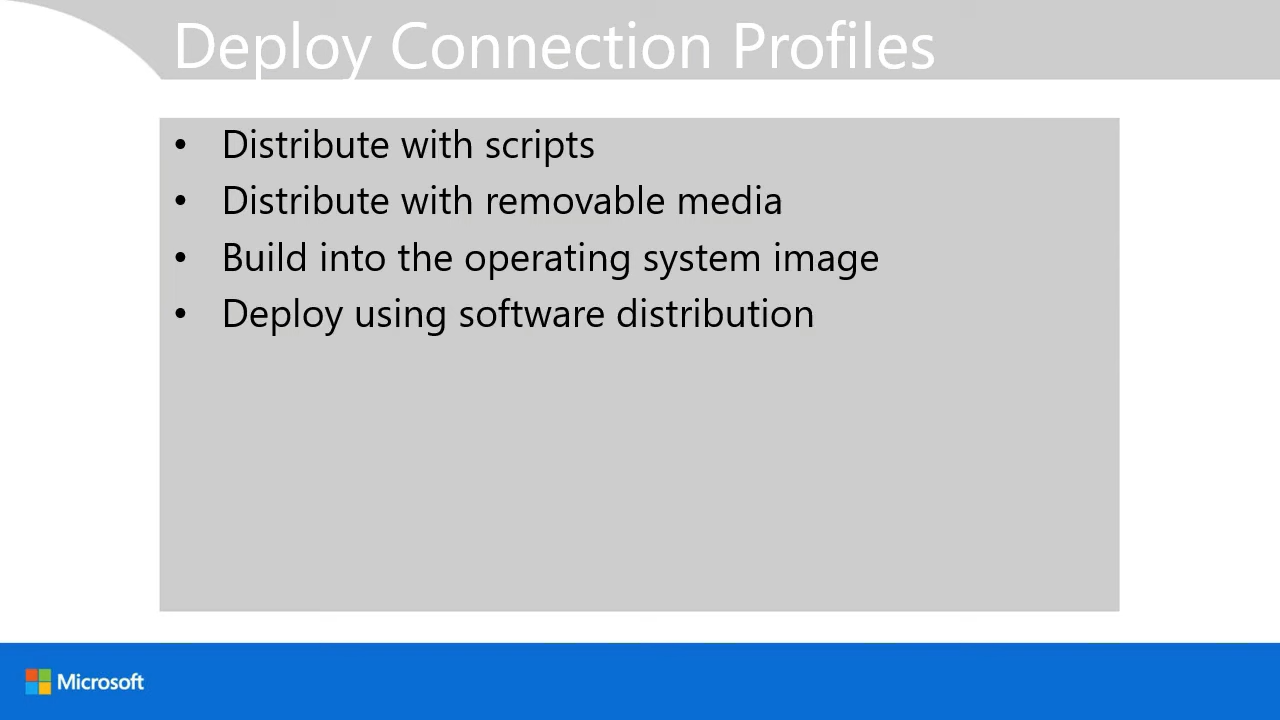 Deploy Connection Profiles
• Distribute with scripts
• Distribute with removable media
• Build into the operating system image
• Deploy using software distribution
Microsoft